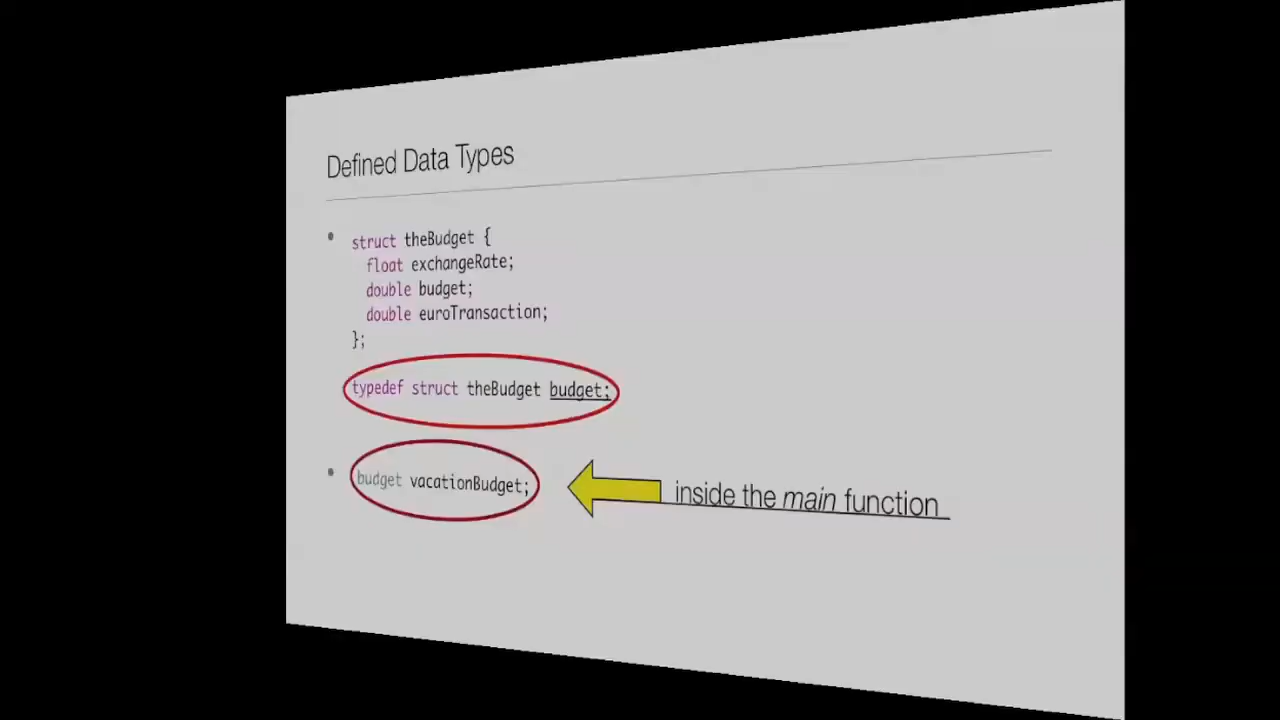 Defined Data Types
• struct theBudget {
float exchangeRate;
double budget;
double euroTransaction;
};
typedef struct theBudget budget;
• budget vacationBudget;
inside the main function